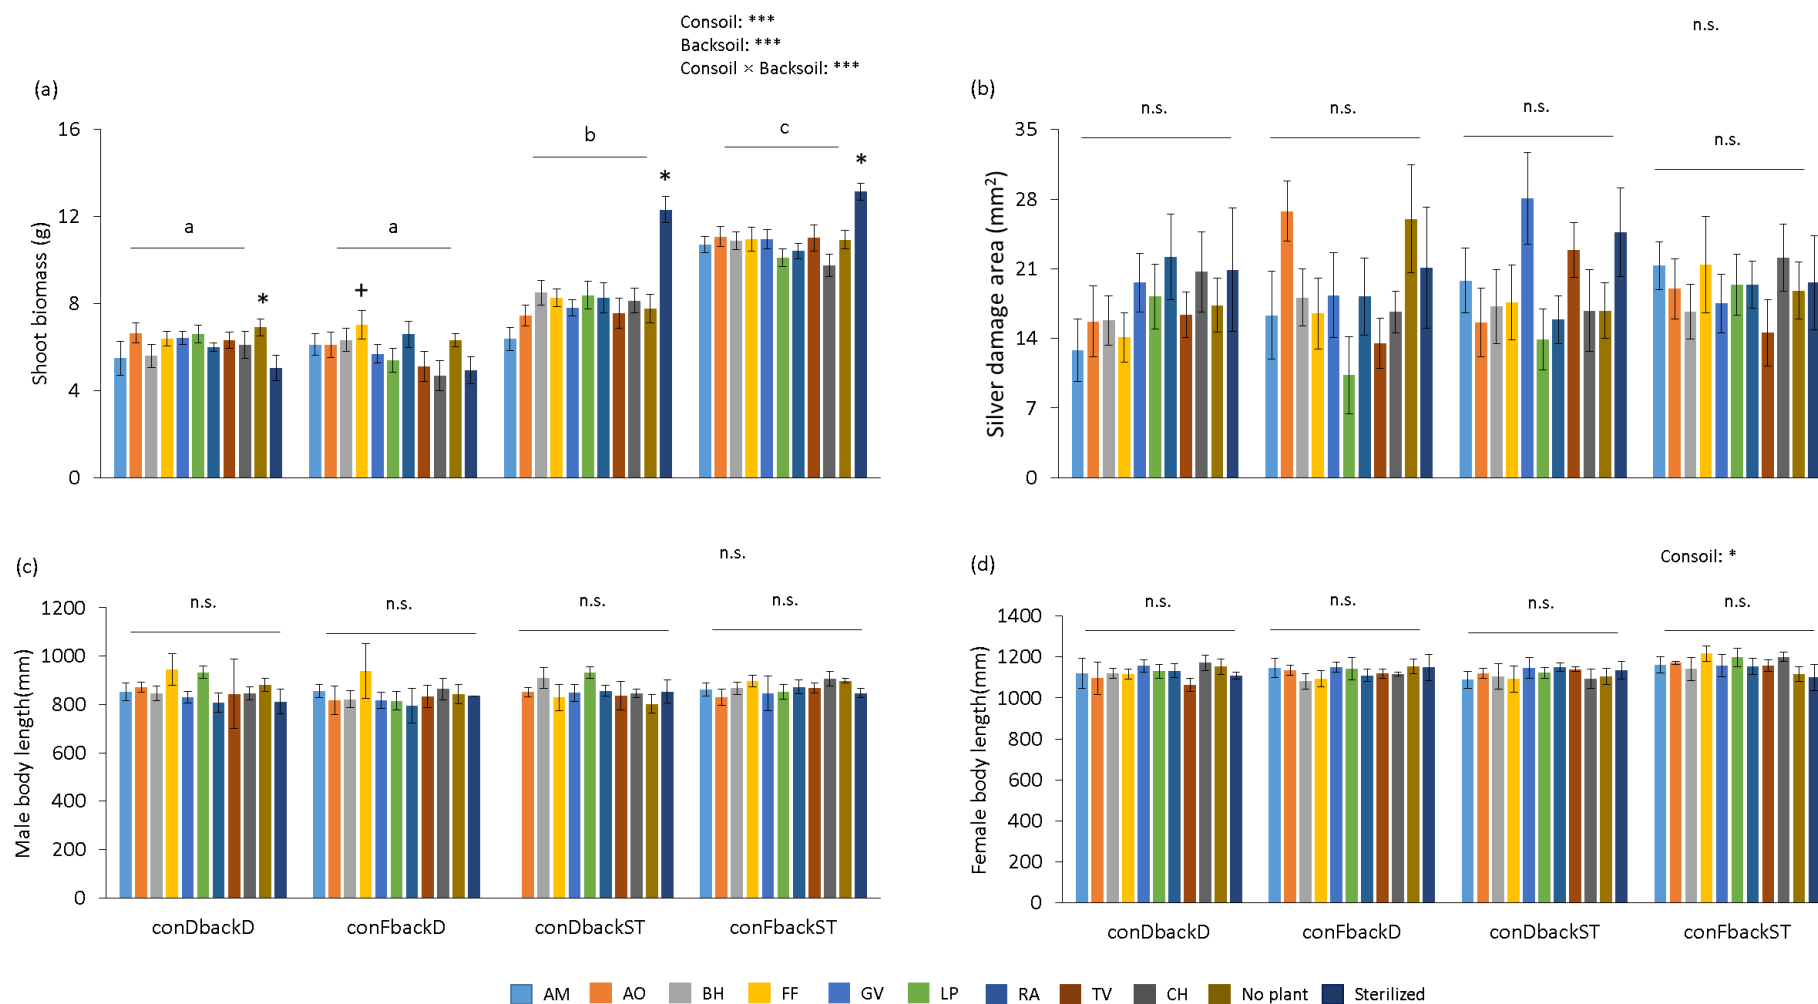 Consoil: ***
Backsoil: ***
Consoil × Backsoil: ***
n.s.
(a)
(b)
16
12
8
4
0
Shoot biomass (g)
a
*
a
+
b
*
c
*
35
28
21
14
7
0
Silver damage area (mm²)
n.s.
n.s.
n.s.
n.s.
(c)
n.s.
(d)
Consoil: *
1200
1000
800
600
400
200
0
Male body length(mm)
n.s.
n.s.
n.s.
n.s.
conDbackD
conFbackD
conDbackST
conFbackST
1400
1200
1000
800
600
400
200
0
Female body length(mm)
n.s.
n.s.
n.s.
n.s.
conDbackD
conFbackD
conDbackST
conFbackST
AM AO BH FF GV LP RA TV CH No plant Sterilized